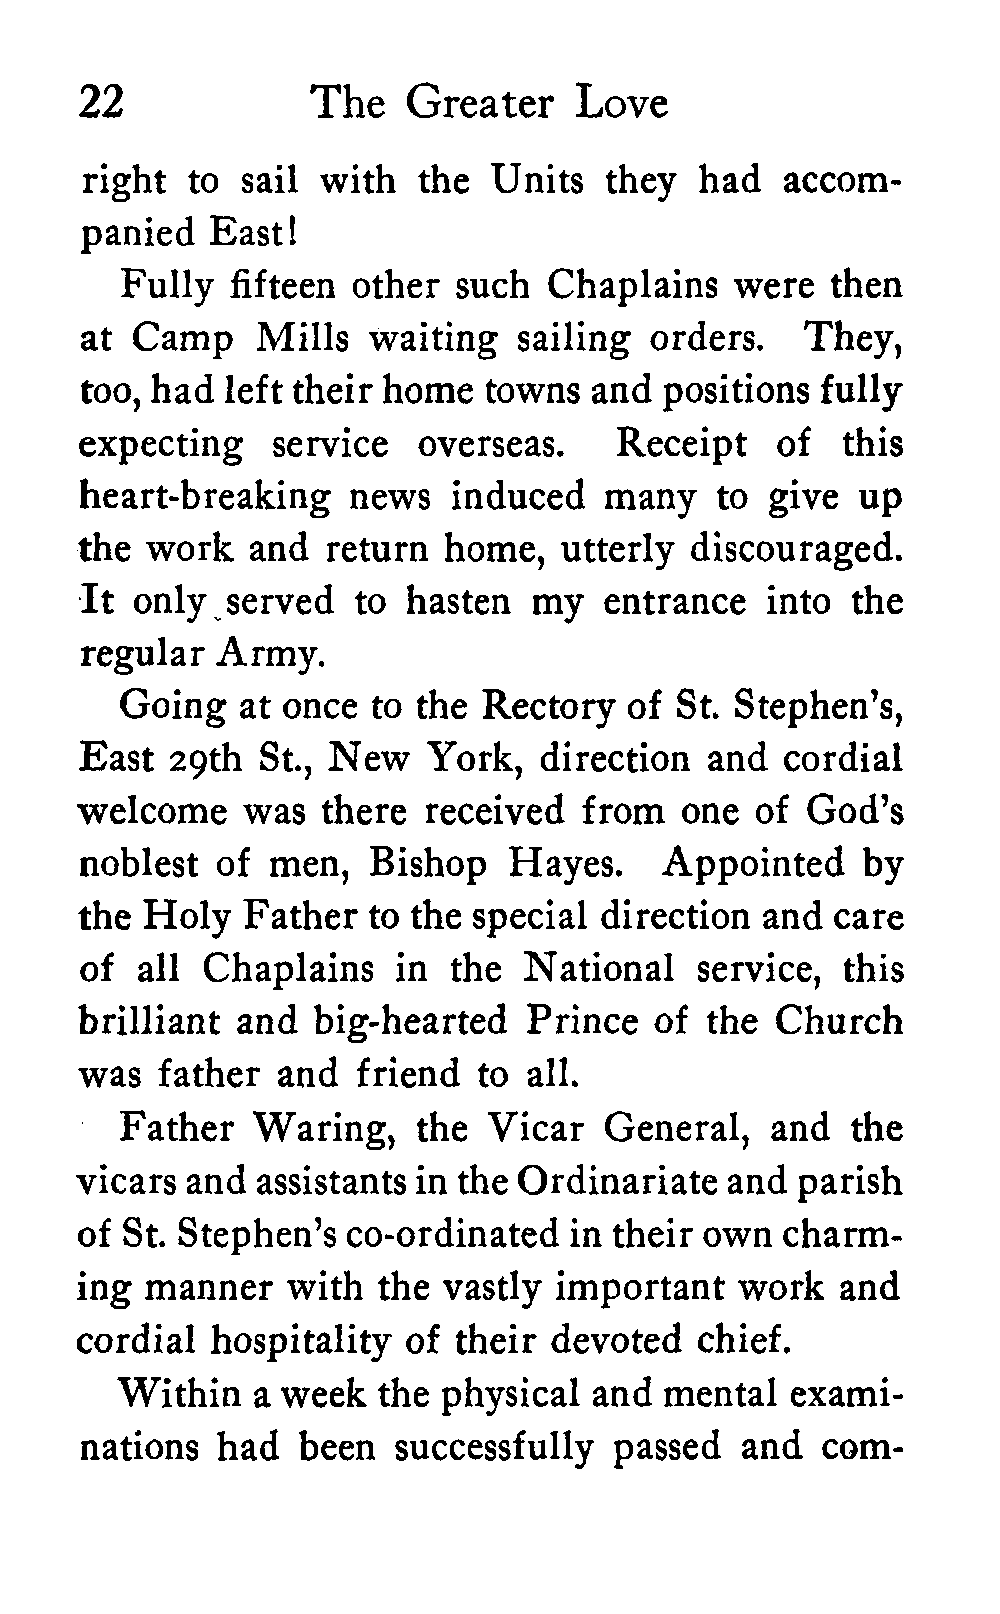 22 The Greater Love
right to sail with the Units they had accom-
panied East!
Fully fifteen other such Chaplains were then
at Camp Mills waiting sailing orders. They,
too, had left their home towns and positions fully
expecting service overseas. Receipt of this
heart-breaking news induced many to give up
the work and return home, utterly discouraged.
It only served to hasten my entrance into the
regular Army.
Going at once to the Rectory of St. Stephen's,
East 29th St., New York, direction and cordial
welcome was there received from one of God's
noblest of men, Bishop Hayes. Appointed by
the Holy Father to the special direction and care
of all Chaplains in the National service, this
brilliant and big-hearted Prince of the Church
was father and friend to all.
Father Waring, the Vicar General, and the
vicars and assistants in the Ordinariate and parish
of St. Stephen's co-ordinated in their own charm-
ing manner with the vastly important work and
cordial hospitality of their devoted chief.
Within a week the physical and mental exami-
nations had been successfully passed and com-